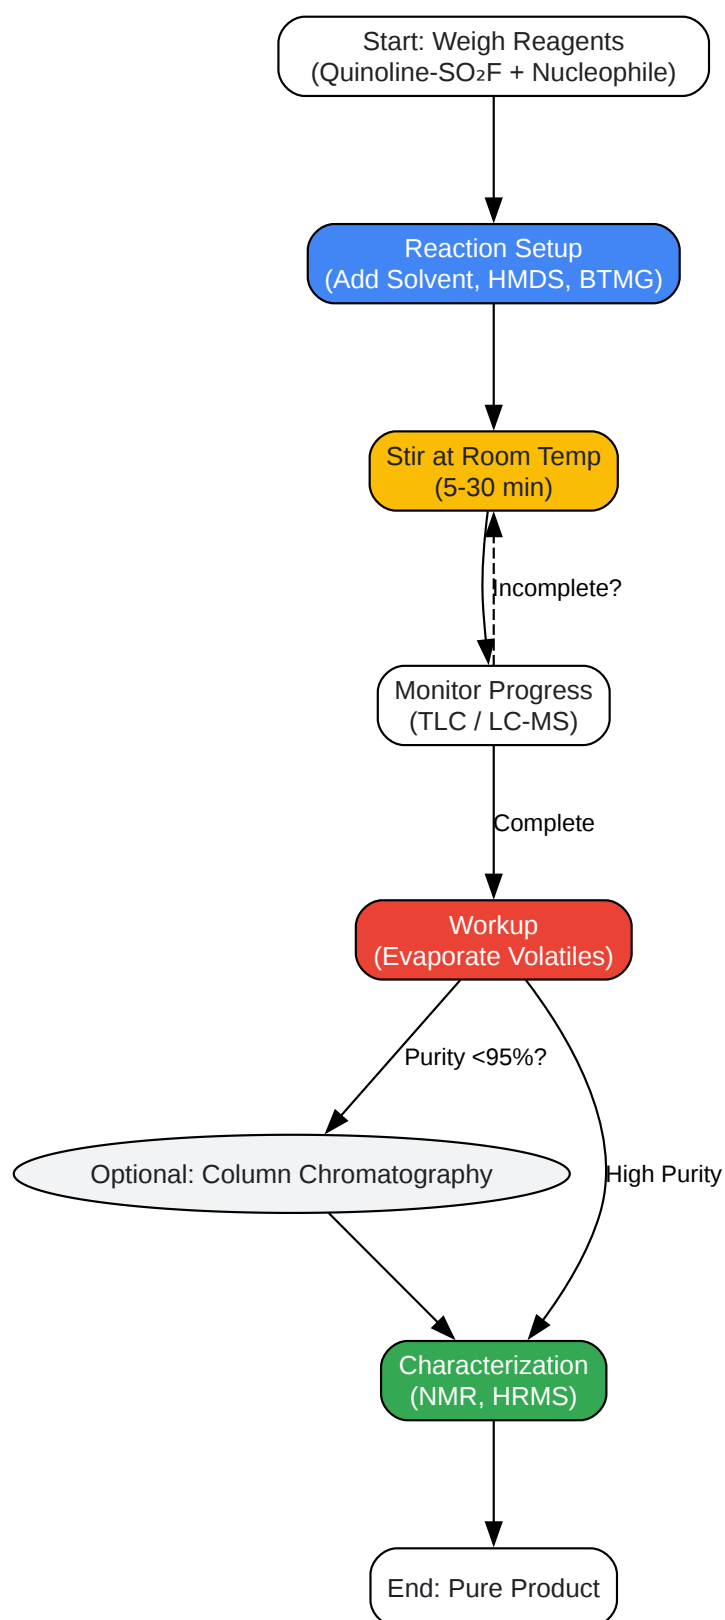 Start: Weigh Reagents
(Quinoline-SO₂F + Nucleophile)
Reaction Setup
(Add Solvent, HMDS, BTMG)
Stir at Room Temp
(5-30 min)
Incomplete?
Monitor Progress
(TLC / LC-MS)
Complete
Workup
(Evaporate Volatiles)
Purity <95%?
Optional: Column Chromatography
High Purity
Characterization
(NMR, HRMS)
End: Pure Product